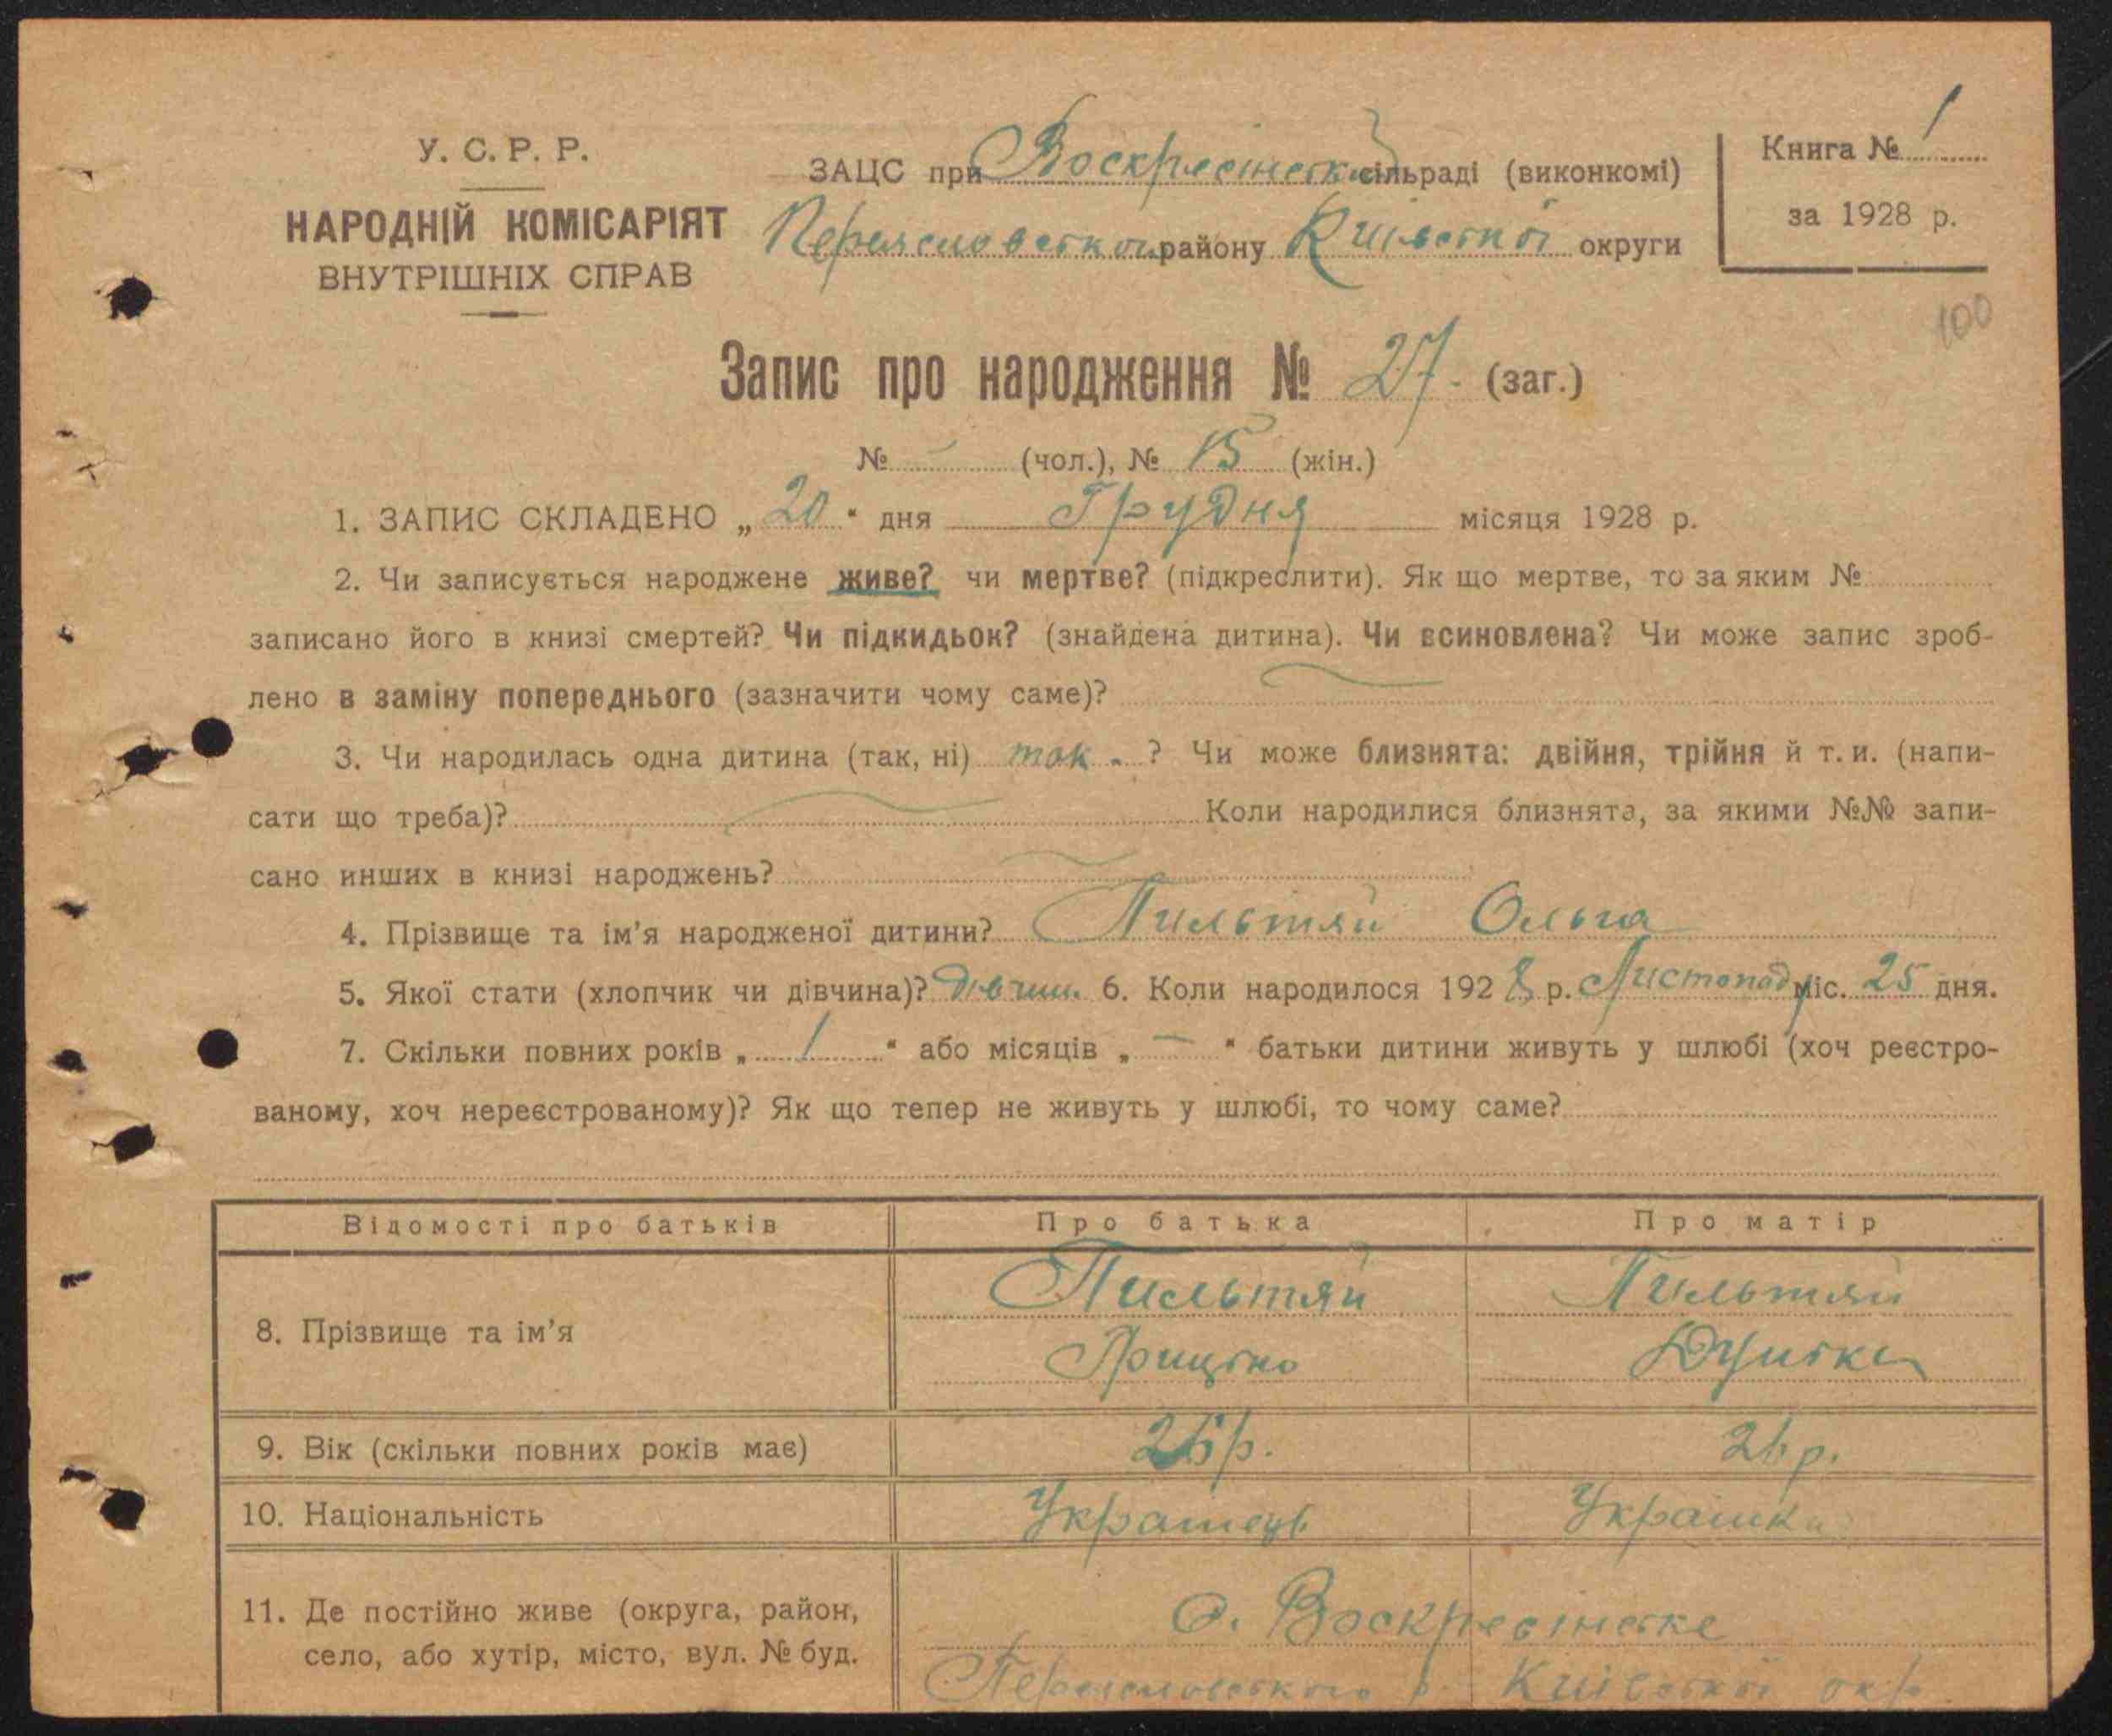 У. С. Р. Р.
НАРОДНІЙ КОМІСАРІЯТ
ВНУТРІШНІХ СПРАВ
ЗАЦС при Воскресінській сільраді (виконкомі)
Переяславського району Київської округи
Книга № 1
за 1928 р.
100
Запис про народження № 27. (заг.)
№ – (чол.), № 15 (жін.)
1. ЗАПИС СКЛАДЕНО „20“ дня Грудня місяця 1928 р.
2. Чи записується народжене живе? чи мертве? (підкреслити). Як що мертве, то за яким №
записано його в книзі смертей? Чи підкидьок? (знайдена дитина). Чи всиновлена? Чи може запис зроб-
лено в заміну попереднього (зазначити чому саме)?
3. Чи народилась одна дитина (так, ні) так. ? Чи може близнята: двійня, трійня й т. и. (напи-
сати що треба)? Коли народилися близнята, за якими №№ запи-
сано инших в книзі народжень?
4. Прізвище та ім'я народженої дитини? Пильтяй Ольга
5. Якої стати (хлопчик чи дівчина)? дівчин. 6. Коли народилося 1928 р. Листопаду міс. 25 дня.
7. Скільки повних років „1“ або місяців „–“ батьки дитини живуть у шлюбі (хоч реєстро-
ваному, хоч нереєстрованому)? Як що тепер не живуть у шлюбі, то чому саме?
Відомості про батьків Про батька Про матір
8. Прізвище та ім'я Пильтяй Пильтяй
9. Вік (скільки повних років має) р. р.
10. Національність Українець Українка
11. Де постійно живе (округа, район,
село, або хутір, місто, вул. № буд.
с. Воскресінське
Переяславського р. Київської окр.